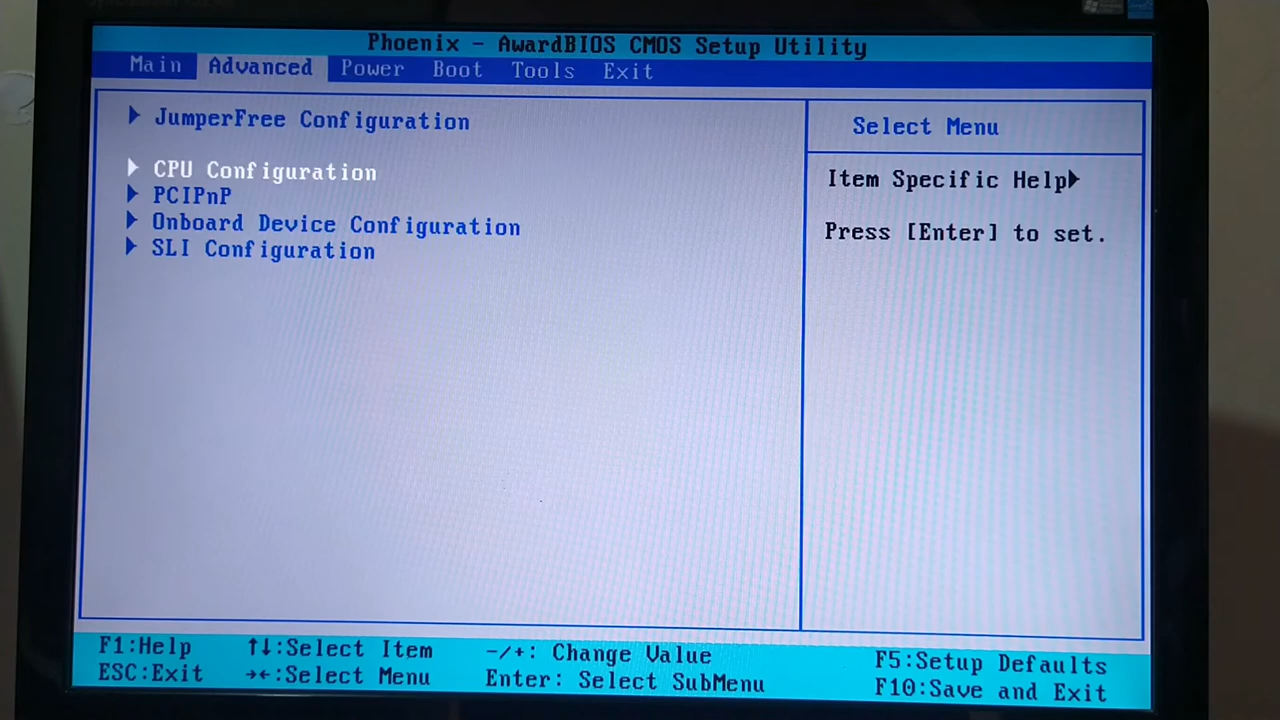 Phoenix - AwardBIOS CMOS Setup Utility
Main Advanced Power Boot Tools Exit
JumperFree Configuration
CPU Configuration
PCIPnP
Onboard Device Configuration
SLI Configuration
Select Menu
Item Specific Help
Press [Enter] to set.
F1:Help ↑↓:Select Item -/+: Change Value F5:Setup Defaults
ESC:Exit →←:Select Menu Enter: Select SubMenu F10:Save and Exit